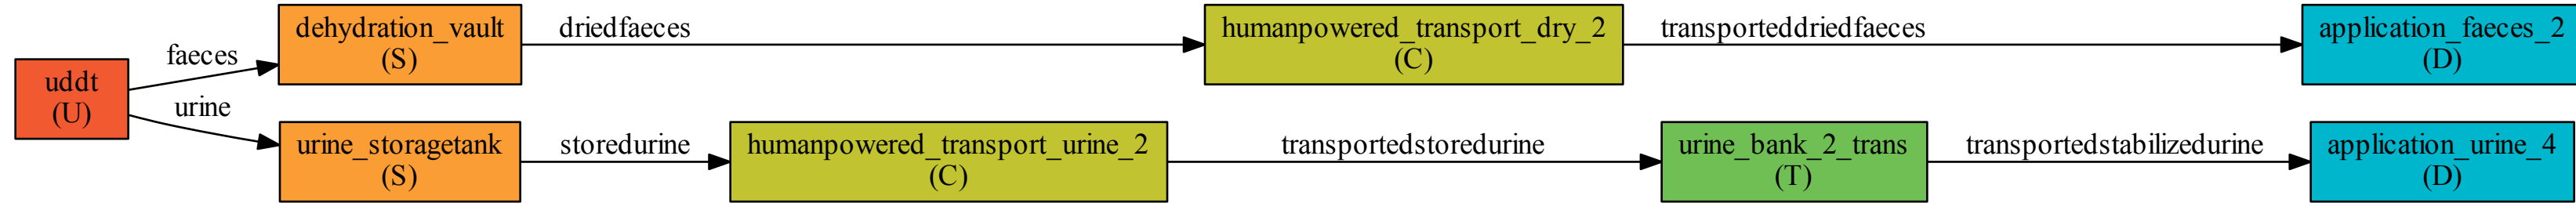 uddt
(U)
faeces
urine
dehydration_vault
(S)
driedfaeces
humanpowered_transport_dry_2
(C)
transporteddriedfaeces
application_faeces_2
(D)
urine_storagetank
(S)
storedurine
humanpowered_transport_urine_2
(C)
transportedstoredurine
urine_bank_2_trans
(T)
transportedstabilizedurine
application_urine_4
(D)